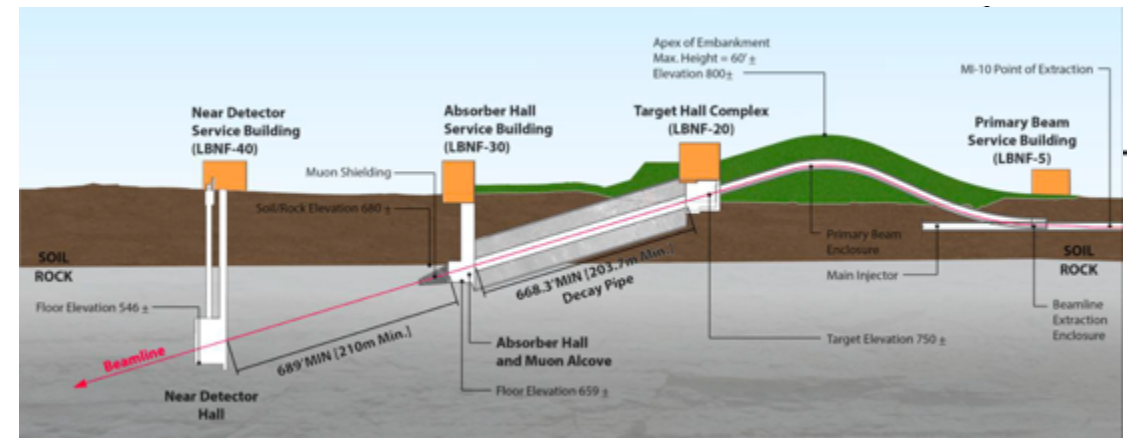 Apex of Embankment
Max. Height = 60' ±
Elevation 800±
MI-10 Point of Extraction
Near Detector
Service Building
(LBNF-40)
Absorber Hall
Service Building
(LBNF-30)
Target Hall Complex
(LBNF-20)
Primary Beam
Service Building
(LBNF-5)
Muon Shielding
Soil/Rock Elevation 680 ±
Primary Beam
Enclosure
SOIL
ROCK
SOIL
ROCK
Main Injector
668.3'MIN [203.7m Min.]
Decay Pipe
Floor Elevation 546 ±
Beamline
Extraction
Enclosure
689' MIN [210m Min.]
Absorber Hall
and Muon Alcove
Target Elevation 750 ±
Beamline
Floor Elevation 659 ±
Near Detector
Hall